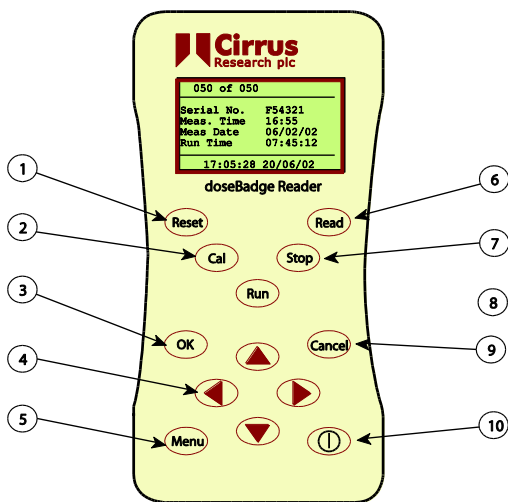 Cirrus
Research plc
050 of 050
Serial No. F54321
Meas. Time 16:55
Meas Date 06/02/02
Run Time 07:45:12
17:05:28 20/06/02
doseBadge Reader
1
6
Reset
Read
2
7
Cal
Stop
Run
3
8
OK
Cancel
9
4
5
Menu
10